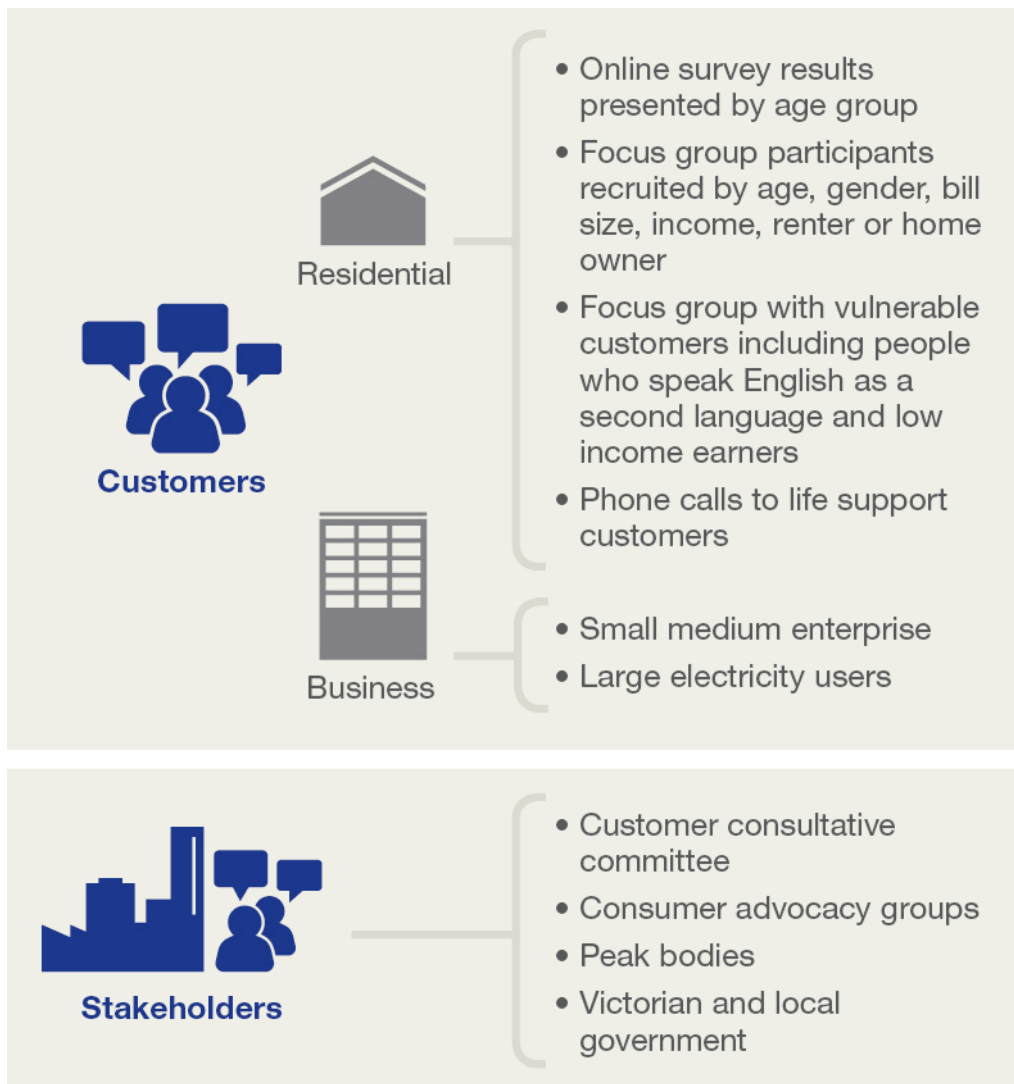 Customers
Residential
• Online survey results
presented by age group
• Focus group participants
recruited by age, gender, bill
size, income, renter or home
owner
• Focus group with vulnerable
customers including people
who speak English as a
second language and low
income earners
• Phone calls to life support
customers
Business
• Small medium enterprise
• Large electricity users
Stakeholders
• Customer consultative
committee
• Consumer advocacy groups
• Peak bodies
• Victorian and local
government